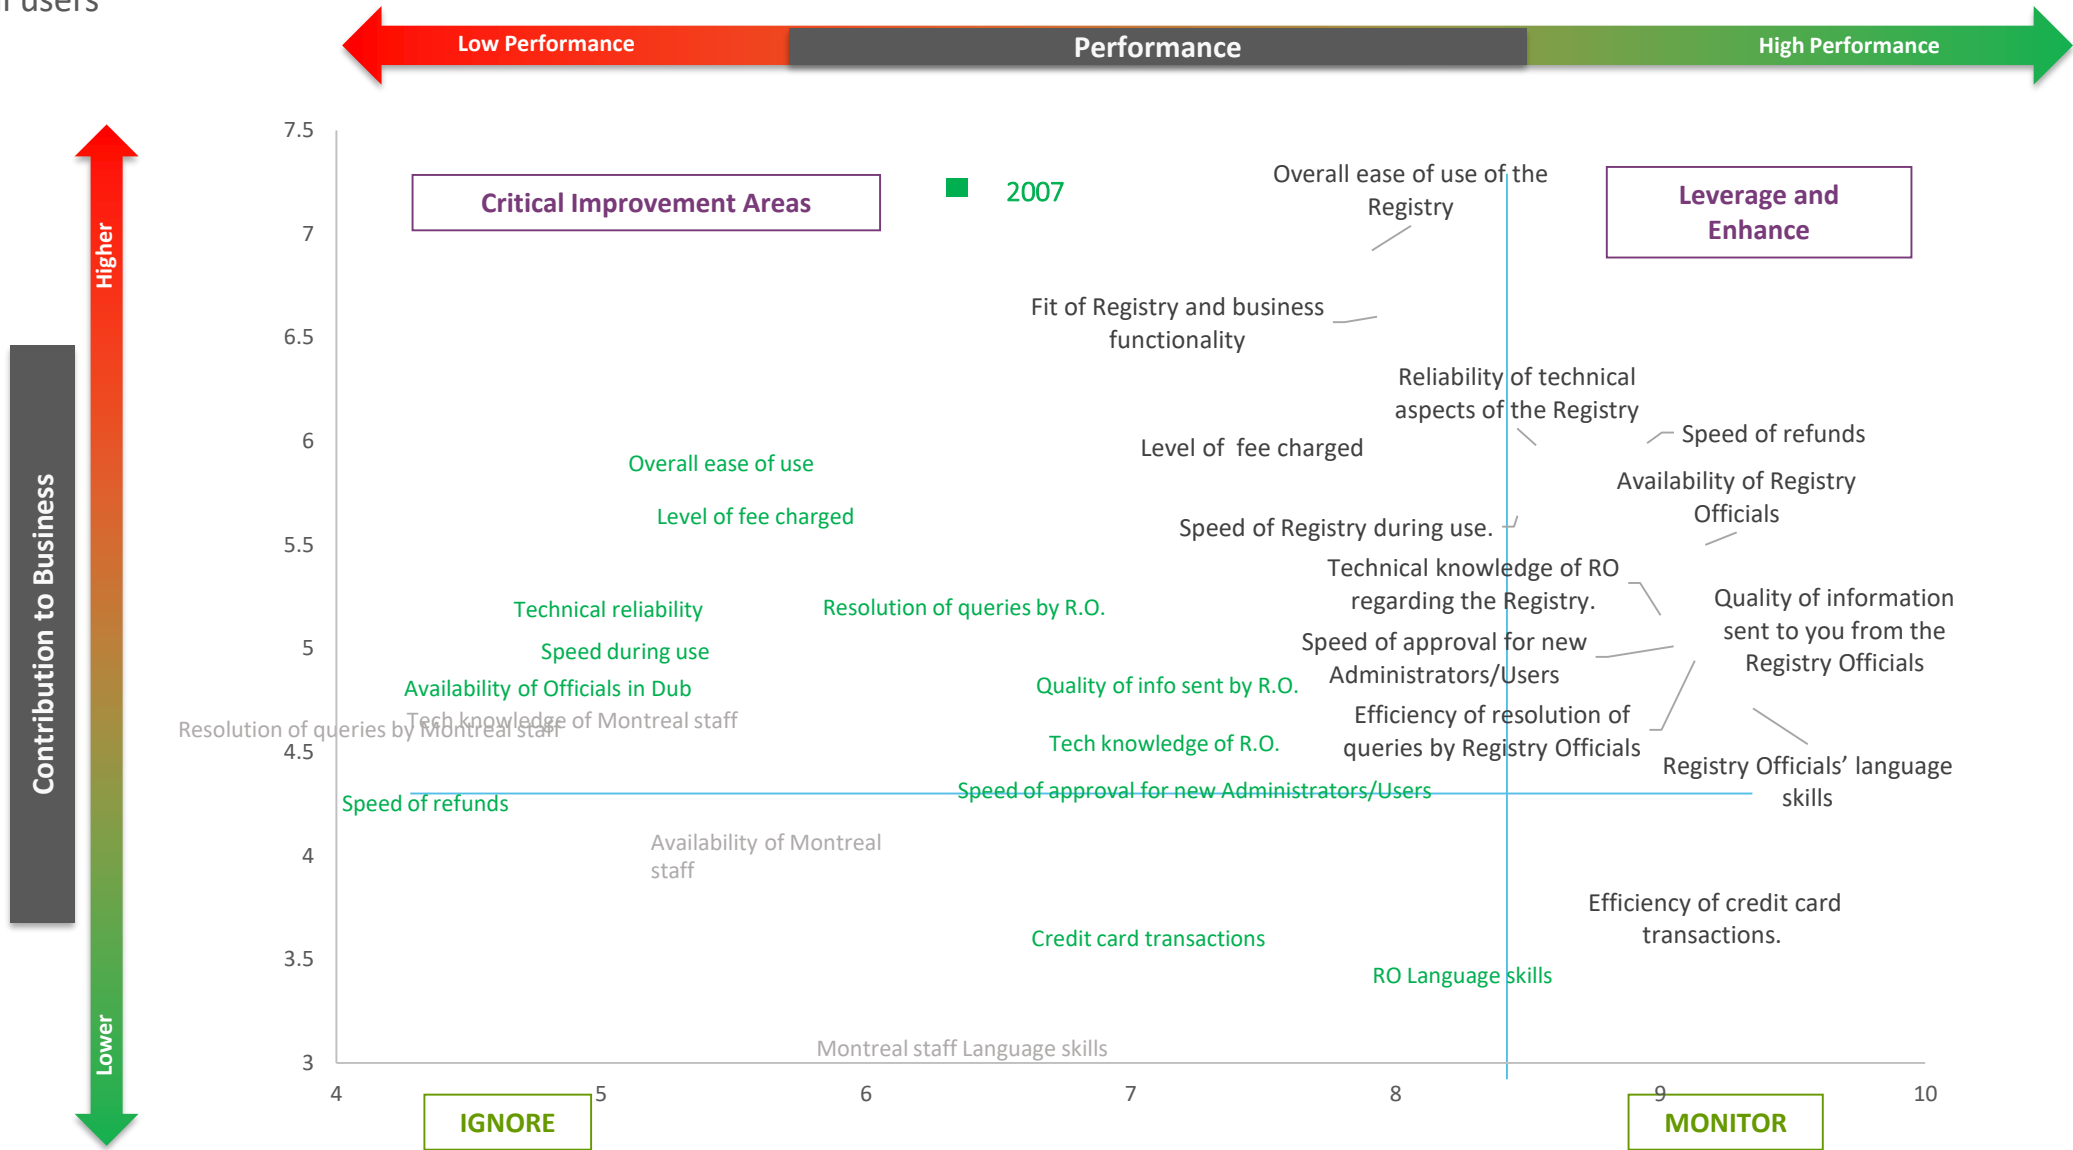 users
Low Performance
Performance
High Performance
Higher
Contribution to Business
Lower
7.5
7
6.5
6
5.5
5
4.5
4
3.5
3
Critical Improvement Areas
2007
Leverage and
Enhance
Overall ease of use of the
Registry
Fit of Registry and business
functionality
Reliability of technical
aspects of the Registry
Speed of refunds
Level of  fee charged
Overall ease of use
Availability of Registry
Officials
Level of fee charged
Speed of Registry during use.
Technical knowledge of RO
regarding the Registry.
Quality of information
sent to you from the
Registry Officials
Technical reliability
Resolution of queries by R.O.
Speed during use
Speed of approval for new
Administrators/Users
Availability of Officials in Dub
Quality of info sent by R.O.
Tech knowledge of Montreal staff
Resolution of queries by Montreal staff
Efficiency of resolution of
queries by Registry Officials
Tech knowledge of R.O.
Registry Officials’ language
skills
Speed of refunds
Speed of approval for new Administrators/Users
Availability of Montreal
staff
Efficiency of credit card
transactions.
Credit card transactions
RO Language skills
Montreal staff Language skills
4
5
6
7
8
9
10
IGNORE
MONITOR